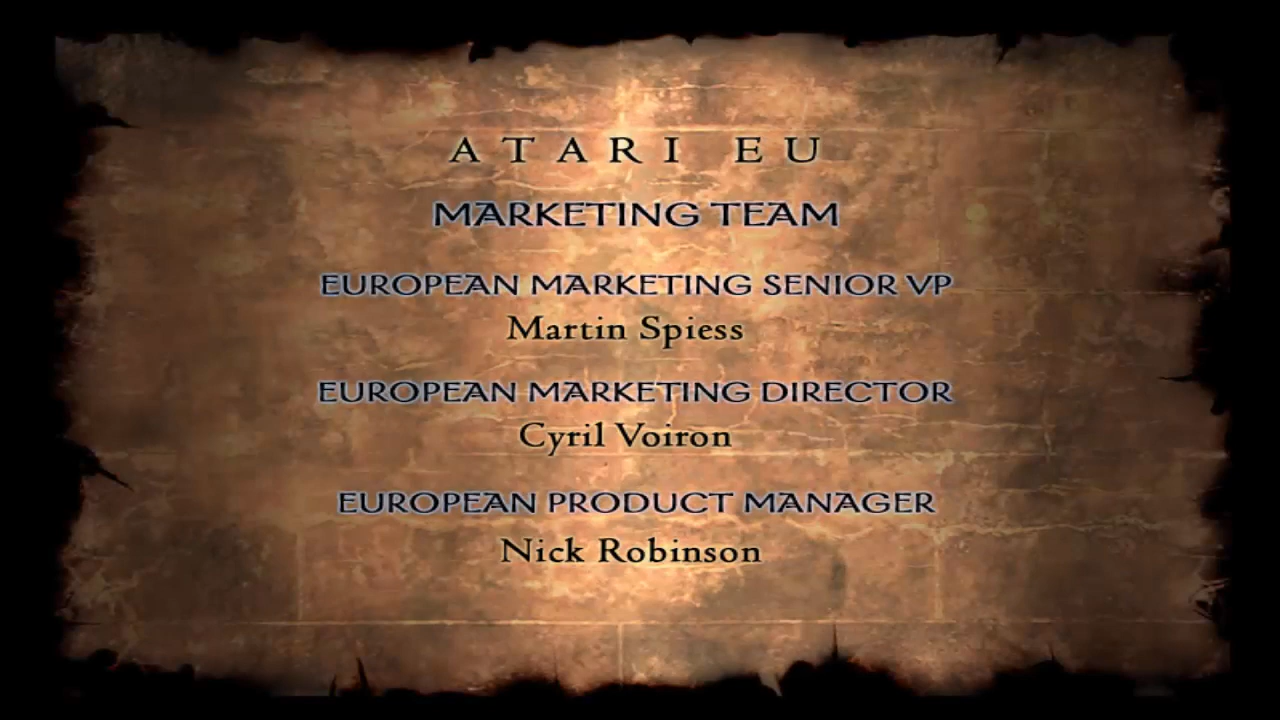 ATARI EU
MARKETING TEAM
EUROPEAN MARKETING SENIOR VP
Martin Spiess
EUROPEAN MARKETING DIRECTOR
Cyril Voiron
EUROPEAN PRODUCT MANAGER
Nick Robinson